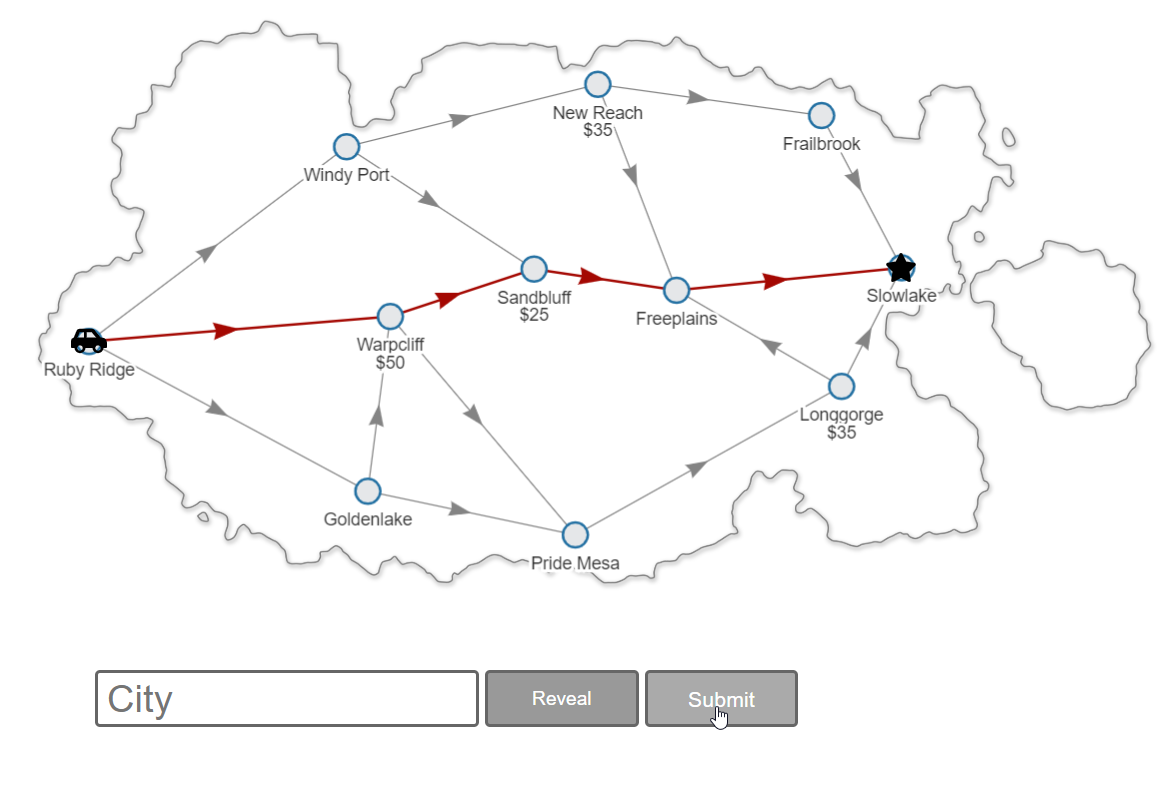 New Reach
$35
Frailbrook
Windy Port
Sandbluff
$25
Slowlake
Freeplains
Warpcliff
$50
Ruby Ridge
Longgorge
$35
Goldenlake
Pride Mesa
City
Reveal
Submit